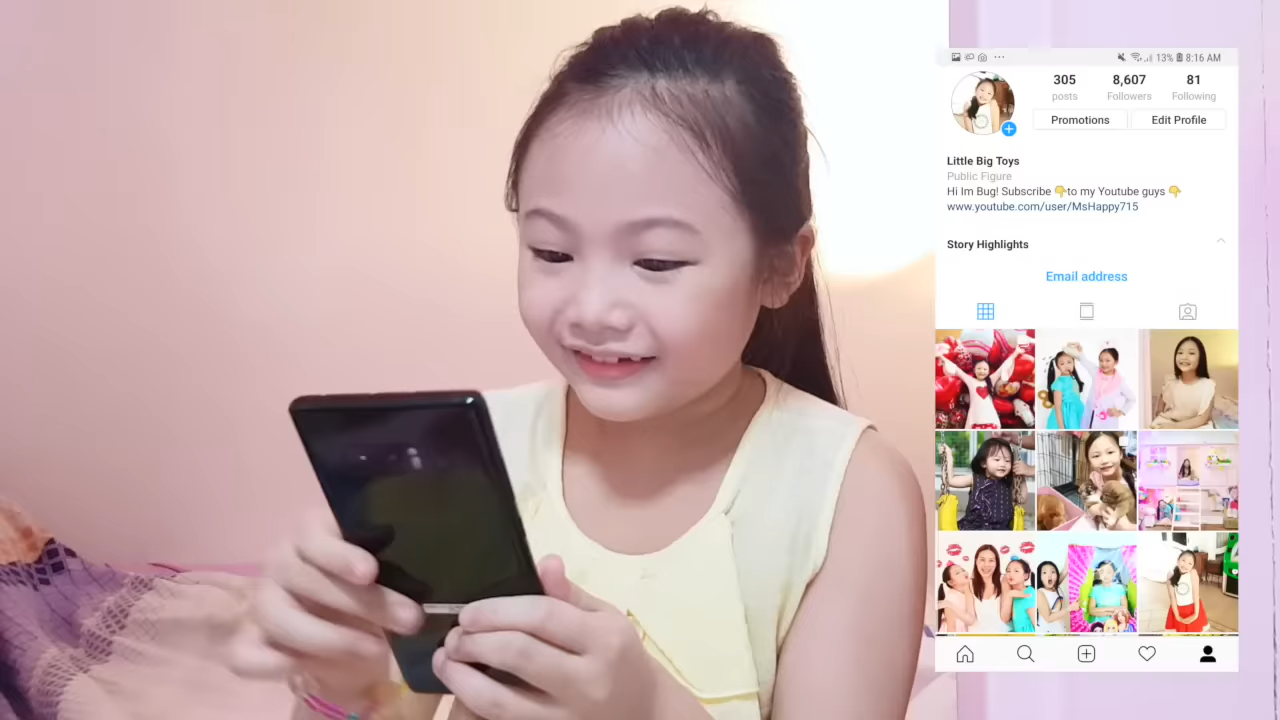 13% 8:16 AM
305 8,607 81
posts Followers Following
Promotions Edit Profile
Little Big Toys
Public Figure
Hi Im Bug! Subscribe 👇to my Youtube guys 👇
www.youtube.com/user/MsHappy715
Story Highlights
Email address